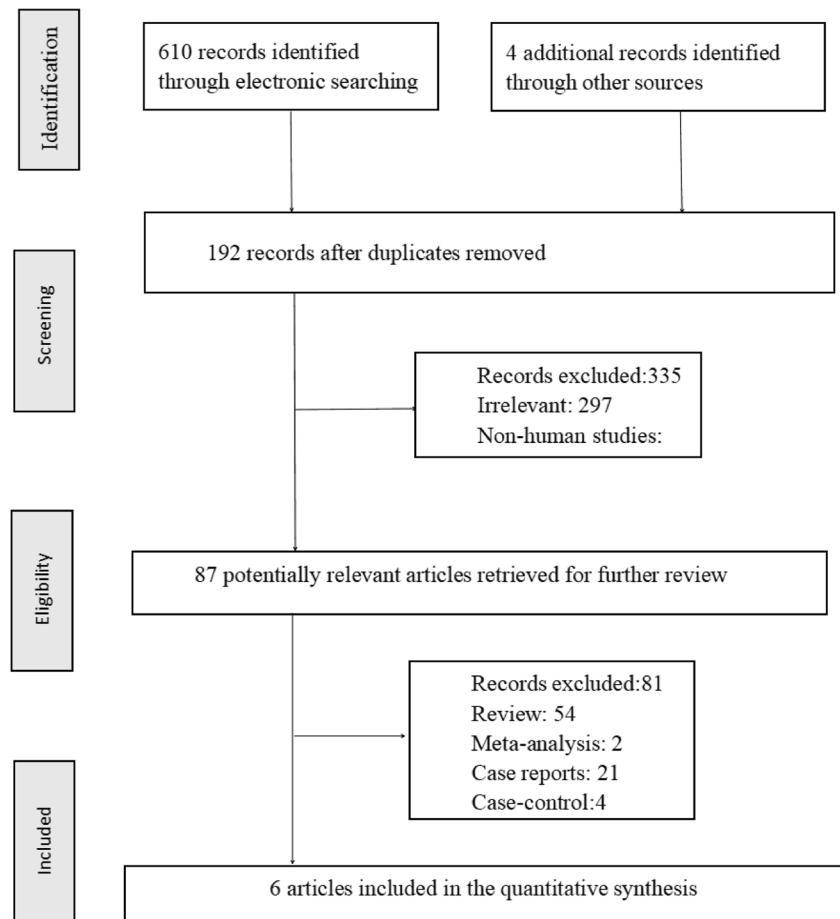 Identification
610 records identified
through electronic searching
4 additional records identified
through other sources
192 records after duplicates removed
Screening
Records excluded:335
Irrelevant: 297
Non-human studies:
Eligibility
87 potentially relevant articles retrieved for further review
Records excluded:81
Review: 54
Meta-analysis: 2
Case reports: 21
Case-control:4
Included
6 articles included in the quantitative synthesis